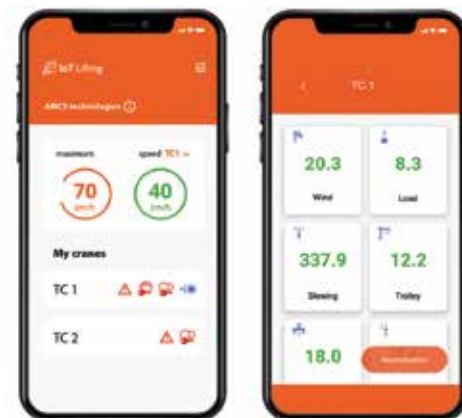 IoT Lifting
AMCS technologies
maximum speed TC1
70 40
km/h km/h
My cranes
TC 1
TC 2
TC 1
20.3 8.3
Wind Load
337.9 12.2
Slewing Trolley
18.0